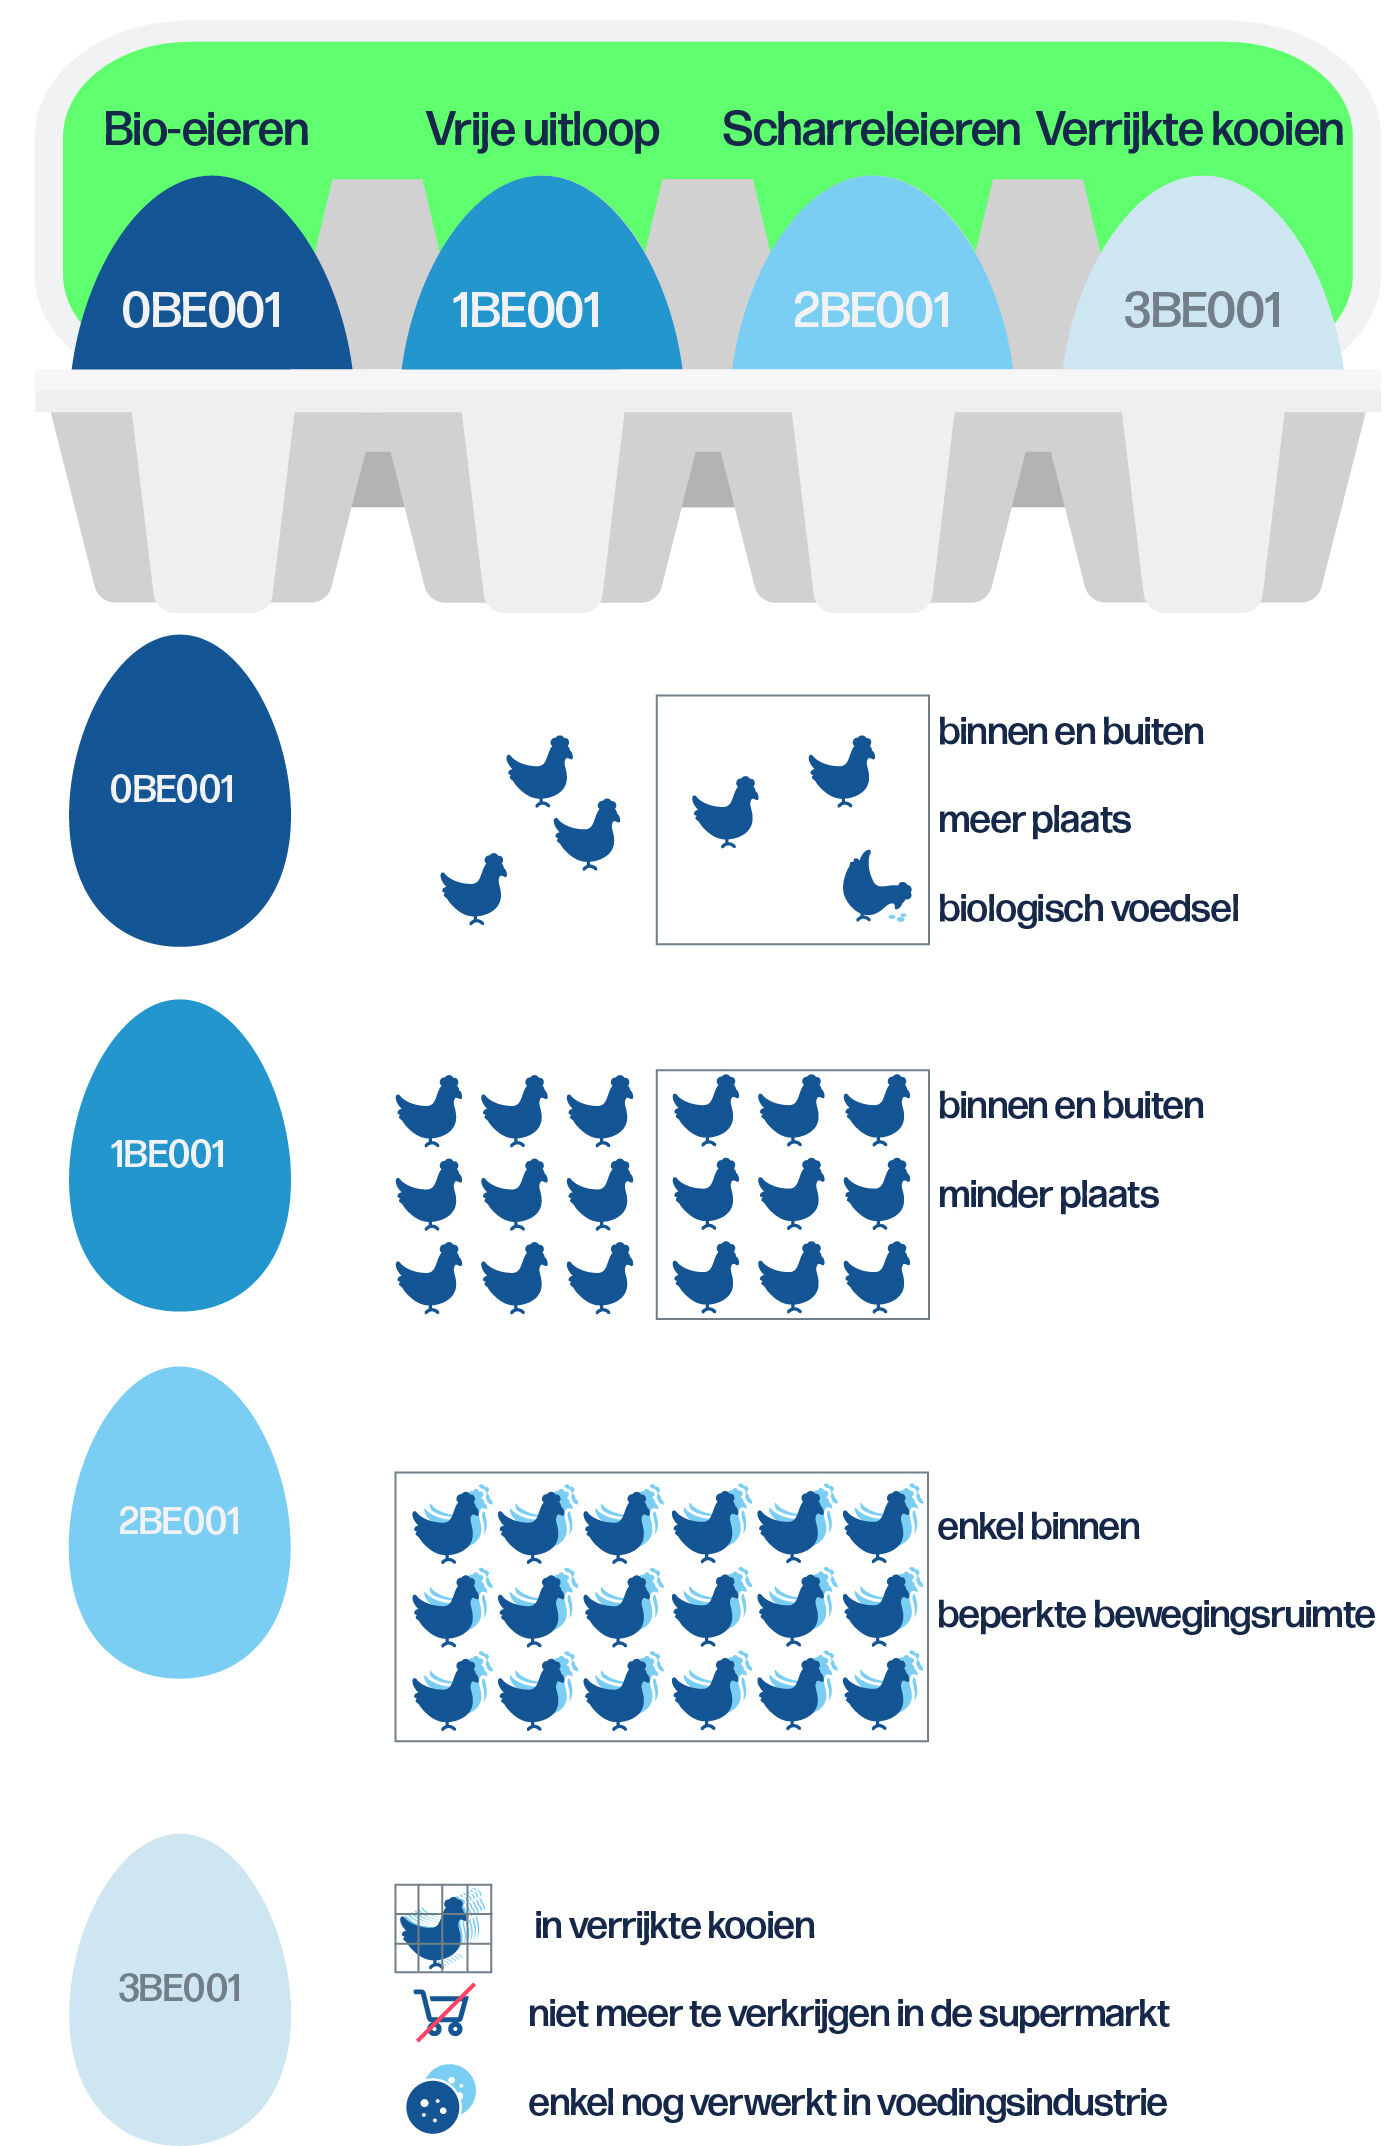 Bio-eieren
Vrije uitloop
Scharreleieren
Verrijkte kooien
0BE001
1BE001
2BE001
3BE001
0BE001
binnen en buiten
meer plaats
biologisch voedsel
1BE001
binnen en buiten
minder plaats
2BE001
enkel binnen
beperkte bewegingsruimte
3BE001
in verrijkte kooien
niet meer te verkrijgen in de supermarkt
enkel nog verwerkt in voedingsindustrie